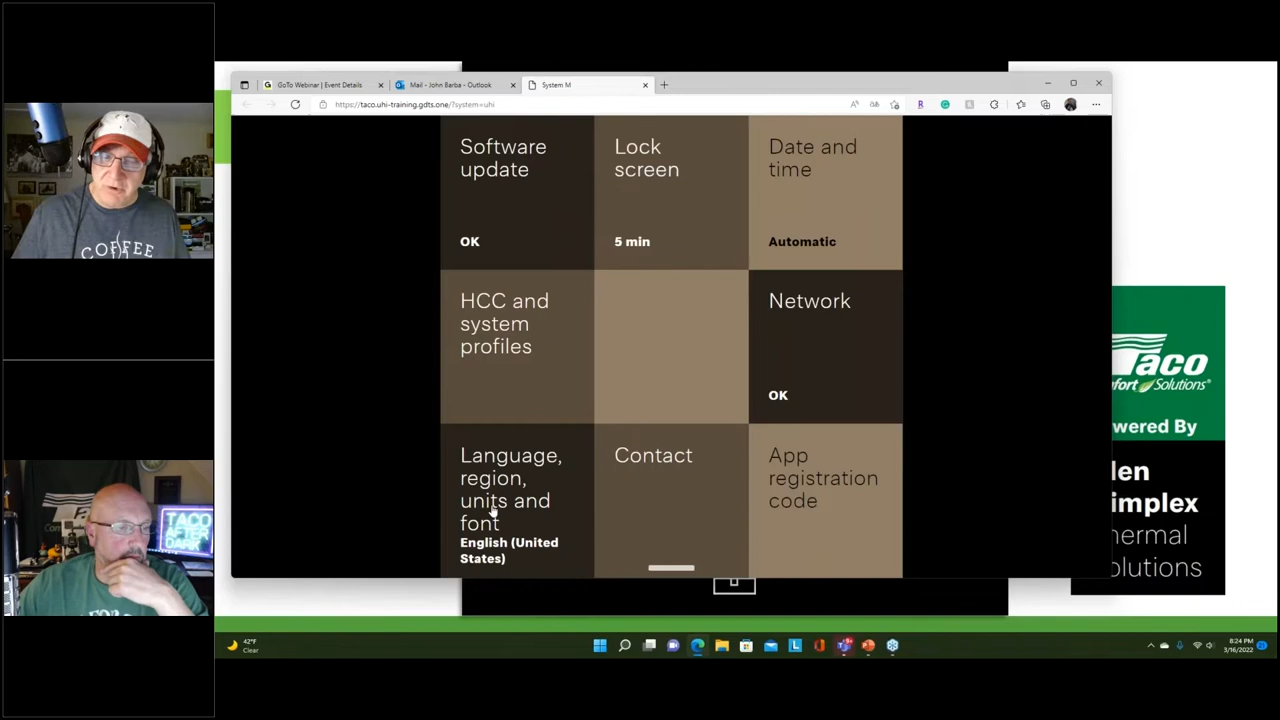 GoTo Webinar | Event Details
Mail - John Barba - Outlook
System M
https://taco.uhi-training.gdts.one/?system=uhi
Software update
OK
Lock screen
5 min
Date and time
Automatic
HCC and system profiles
Network
OK
Language, region, units and font
English (United States)
Contact
App registration code
COFFEE
TACO
AFTER
DARK
Taco
mfort Solutions®
wered By
len
implex
hermal
olutions
42°F
Clear
8:24 PM
3/16/2022